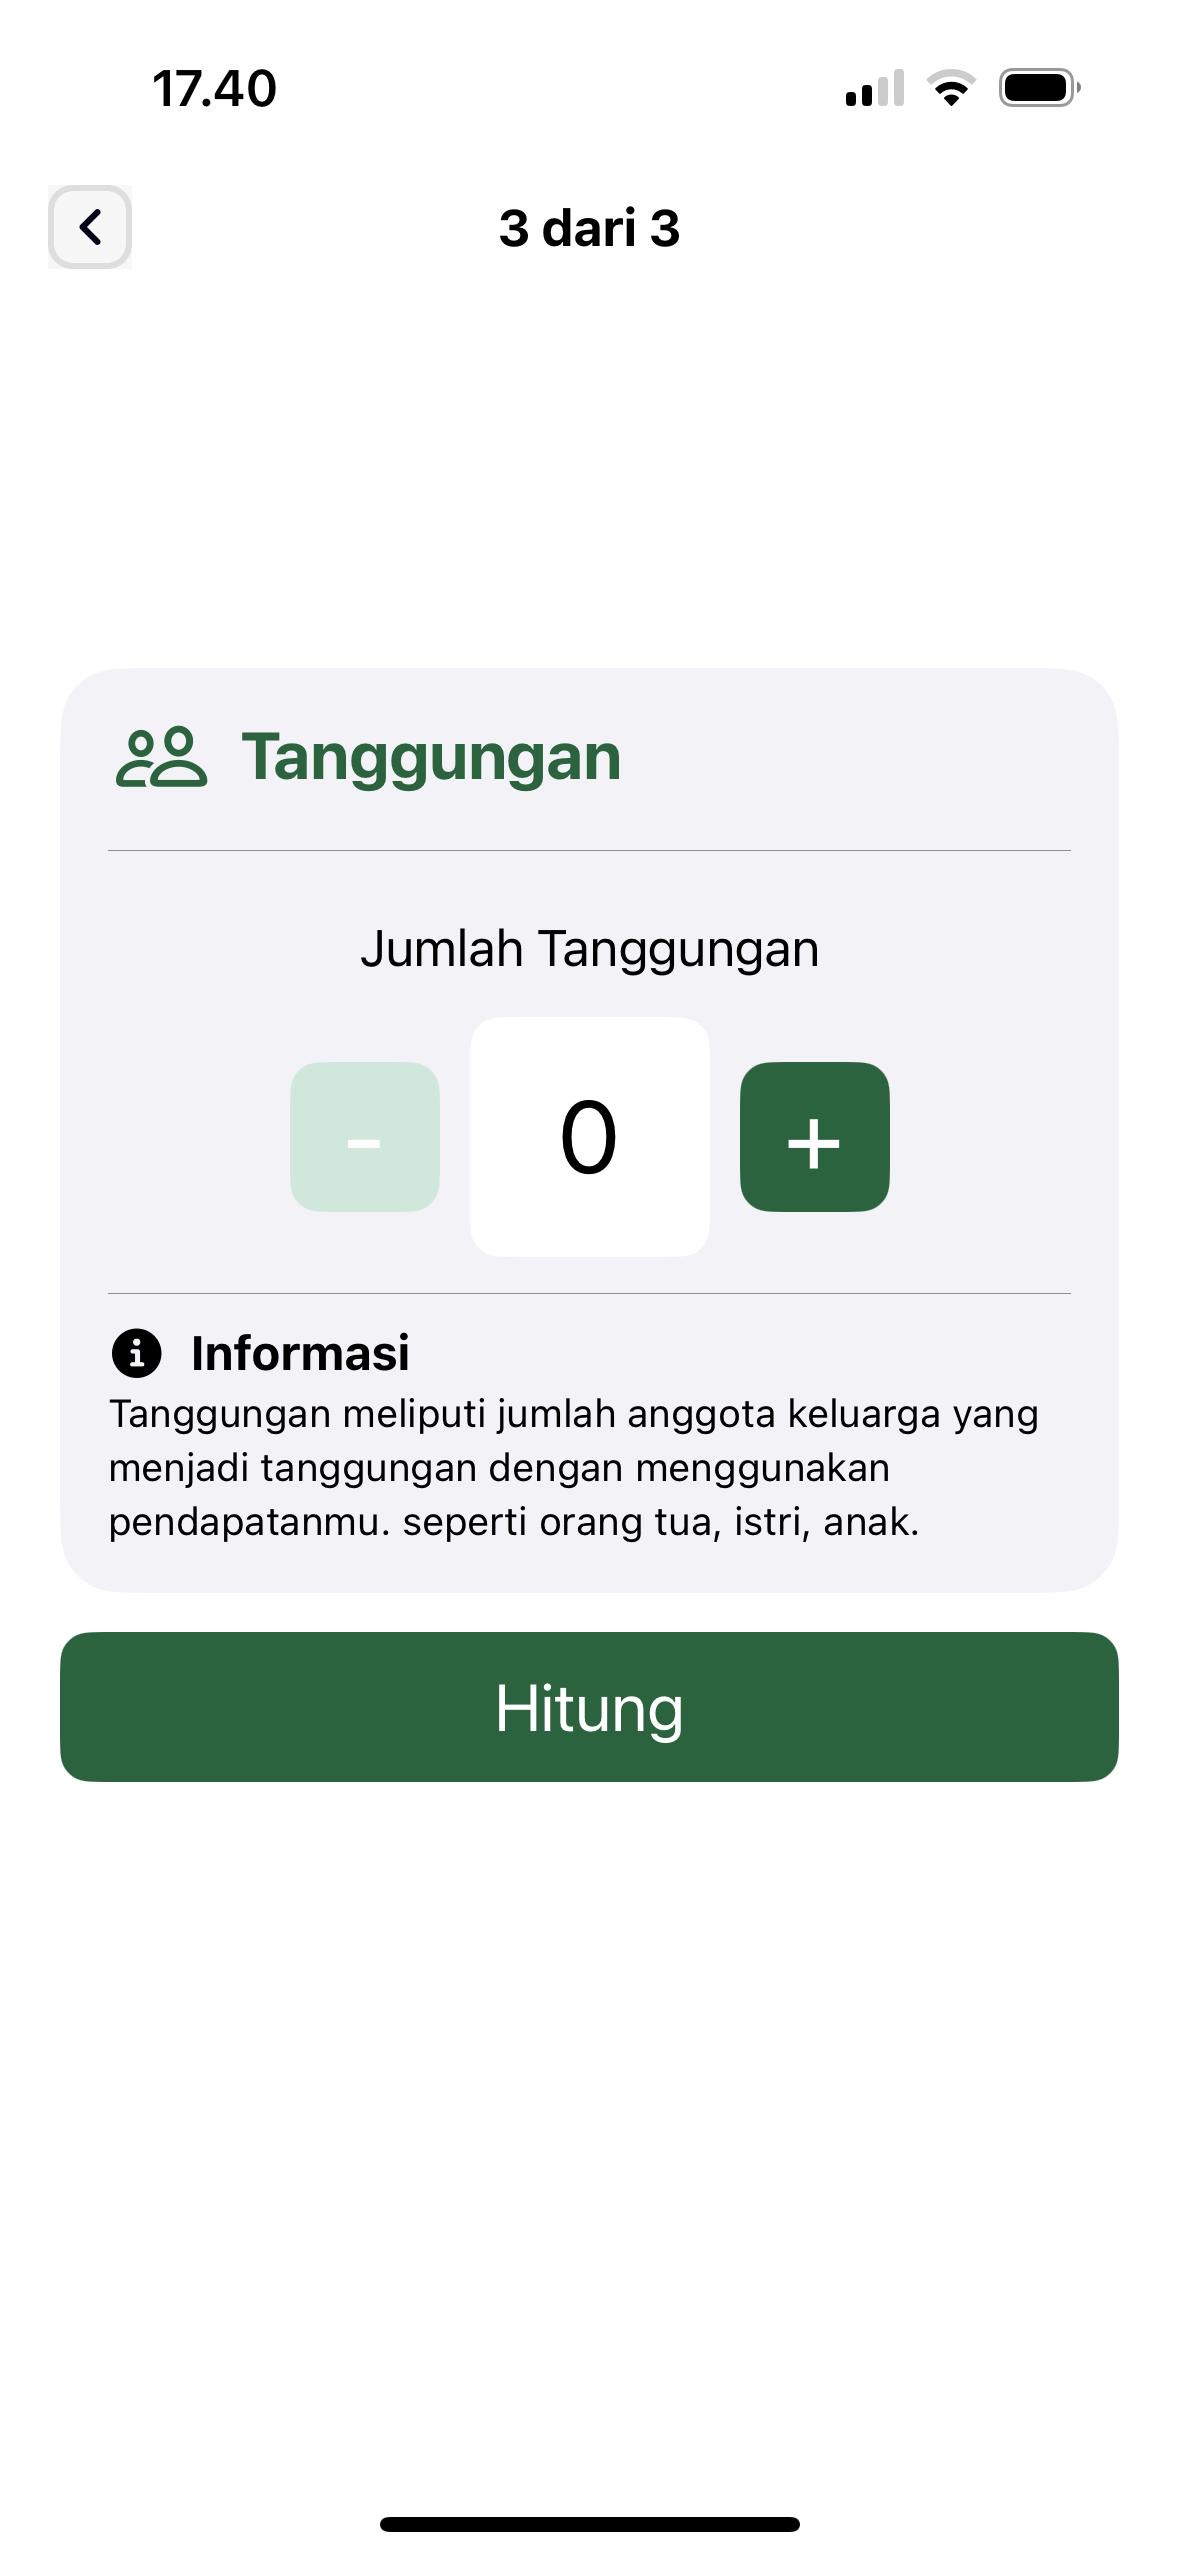 17.40
3 dari 3
Tanggungan
Jumlah Tanggungan
- 0 +
Informasi
Tanggungan meliputi jumlah anggota keluarga yang
menjadi tanggungan dengan menggunakan
pendapatanmu. seperti orang tua, istri, anak.
Hitung